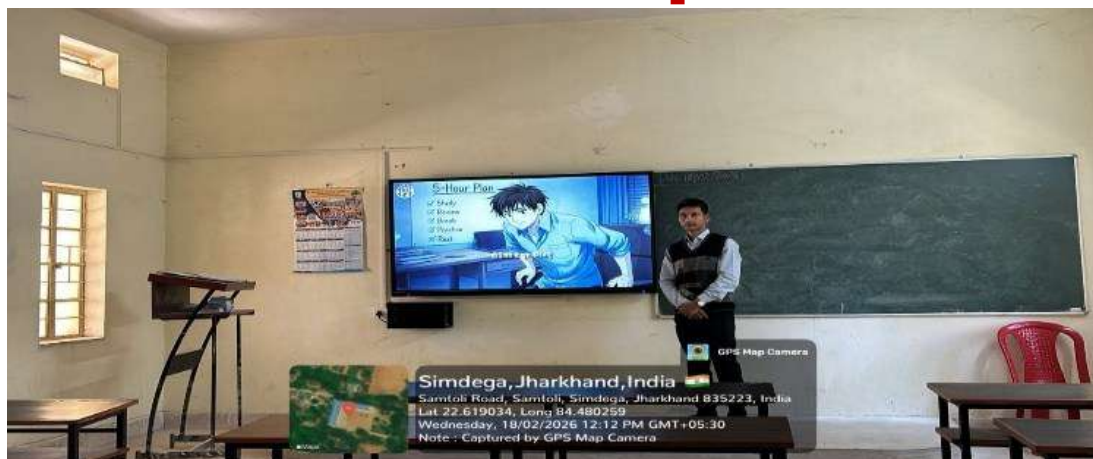 5-Hour Plan
Study
Review
Break
Practice
Rest
GPS Map Camera
Simdega, Jharkhand, India
Samtoli Road, Samtoli, Simdega, Jharkhand 835223, India
Lat 22.619034, Long 84.480259
Wednesday, 18/02/2026 12:12 PM GMT+05:30
Note : Captured by GPS Map Camera